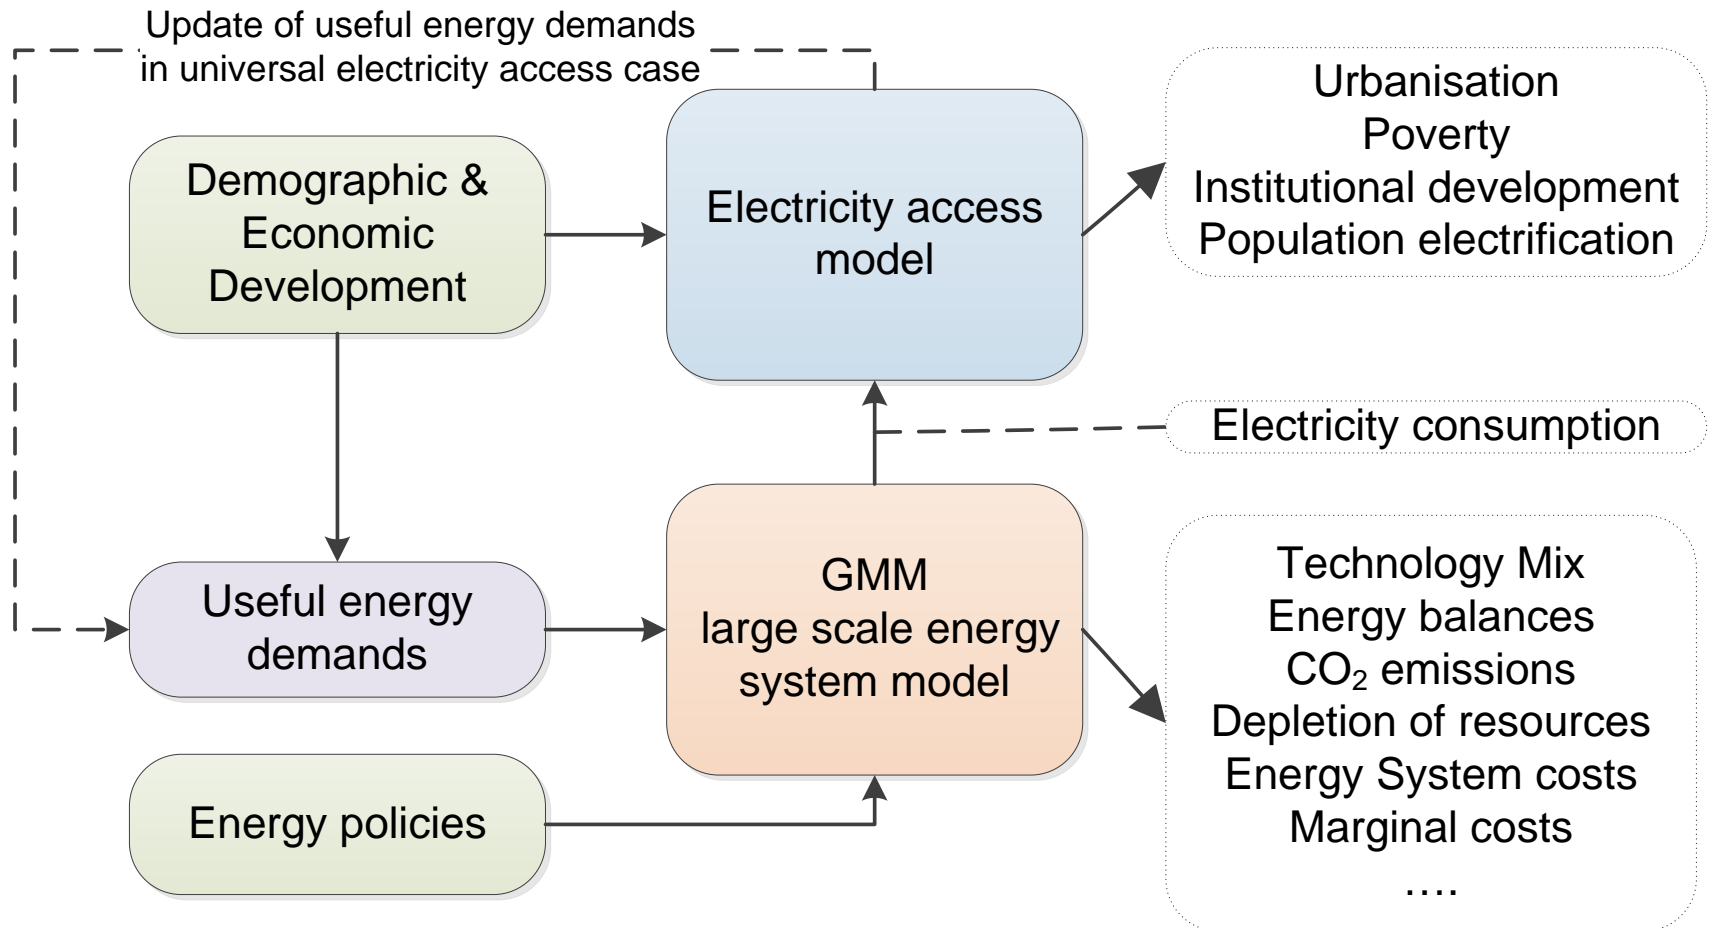 Update of useful energy demands
in universal electricity access case
Demographic &
Economic
Development
Electricity access
model
Urbanisation
Poverty
Institutional development
Population electrification
Electricity consumption
Useful energy
demands
GMM
large scale energy
system model
Technology Mix
Energy balances
CO₂ emissions
Depletion of resources
Energy System costs
Marginal costs
....
Energy policies